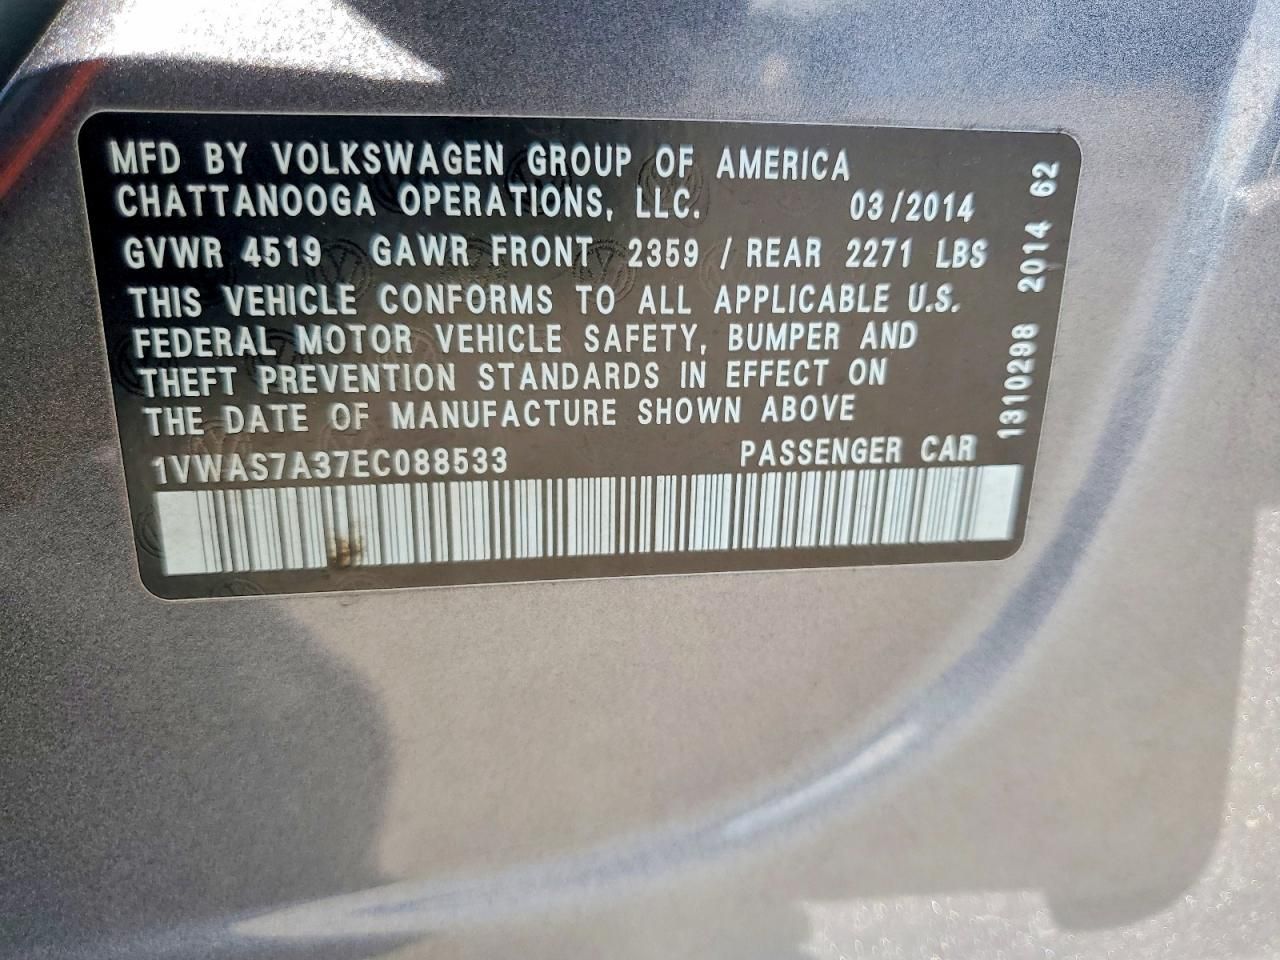 MFD BY VOLKSWAGEN GROUP OF AMERICA
CHATTANOOGA OPERATIONS, LLC. 03/2014
GVWR 4519 GAWR FRONT 2359 / REAR 2271 LBS
THIS VEHICLE CONFORMS TO ALL APPLICABLE U.S.
FEDERAL MOTOR VEHICLE SAFETY, BUMPER AND
THEFT PREVENTION STANDARDS IN EFFECT ON
THE DATE OF MANUFACTURE SHOWN ABOVE
1VWAS7A37EC088533 PASSENGER CAR
1310298 2014 62